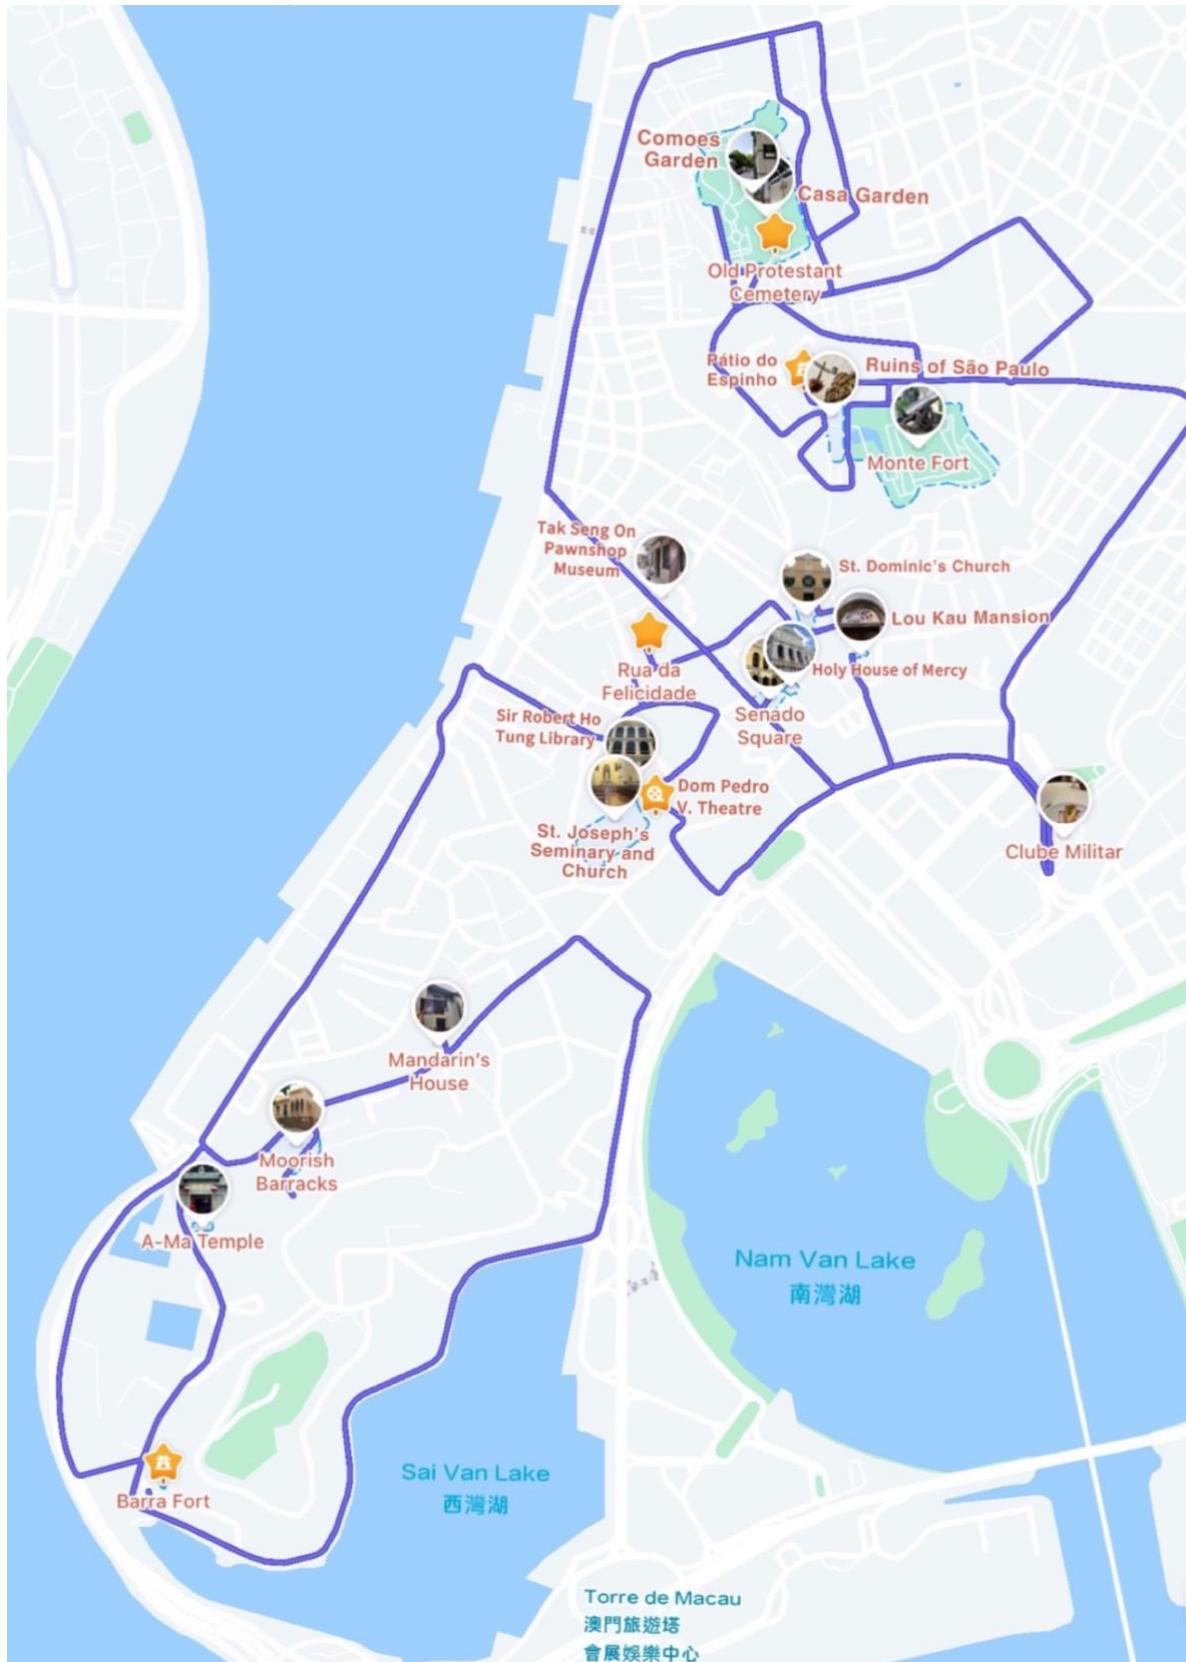 Comoes
Garden
Casa Garden
Old Protestant
Cemetery
Pátio do
Espinho
Ruins of São Paulo
Monte Fort
Tak Seng On
Pawnshop
Museum
St. Dominic's Church
Lou Kau Mansion
Rua da
Felicidade
Holy House of Mercy
Senado
Square
Sir Robert Ho
Tung Library
Dom Pedro
V. Theatre
St. Joseph's
Seminary and
Church
Clube Militar
Mandarin's
House
Moorish
Barracks
A-Ma Temple
Nam Van Lake
南灣湖
Sai Van Lake
西灣湖
Barra Fort
Torre de Macau
澳門旅遊塔
會展娛樂中心